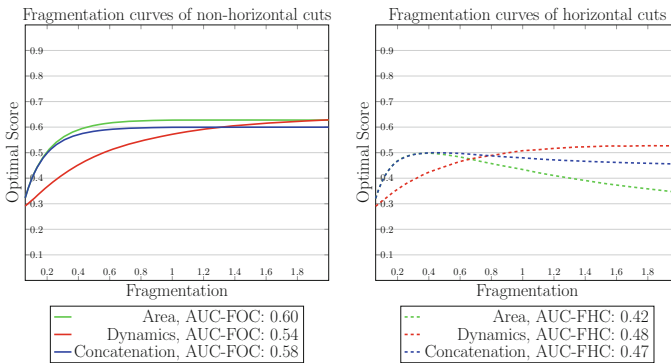 Fragmentation curves of non-horizontal cuts
Optimal Score
0.9
0.8
0.7
0.6
0.5
0.4
0.3
0.2
0.1
0.2 0.4 0.6 0.8 1 1.2 1.4 1.6 1.8
Fragmentation
Area, AUC-FOC: 0.60
Dynamics, AUC-FOC: 0.54
Concatenation, AUC-FOC: 0.58
Fragmentation curves of horizontal cuts
Optimal Score
0.9
0.8
0.7
0.6
0.5
0.4
0.3
0.2
0.1
0.2 0.4 0.6 0.8 1 1.2 1.4 1.6 1.8
Fragmentation
Area, AUC-FHC: 0.42
Dynamics, AUC-FHC: 0.48
Concatenation, AUC-FHC: 0.47